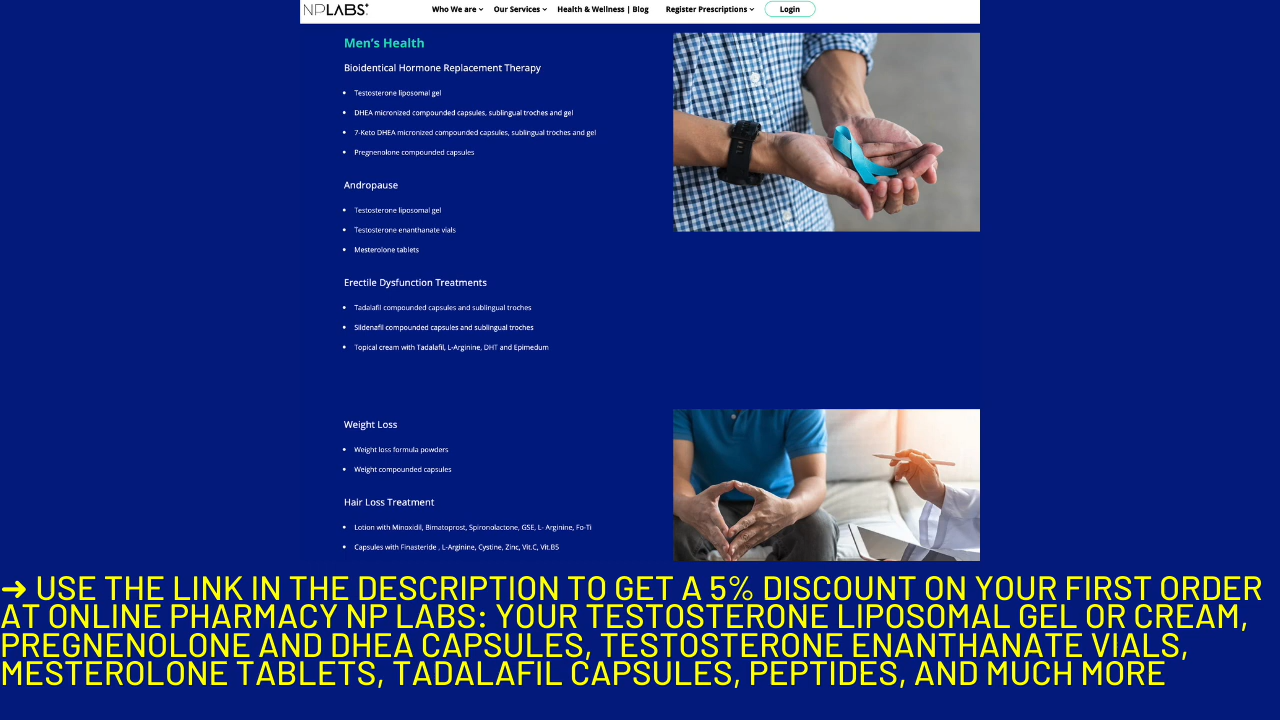 NPLABS+
Who We are Our Services Health & Wellness | Blog Register Prescriptions Login
Men's Health
Bioidentical Hormone Replacement Therapy
• Testosterone liposomal gel
• DHEA micronized compounded capsules, sublingual troches and gel
• 7-Keto DHEA micronized compounded capsules, sublingual troches and gel
• Pregnenolone compounded capsules
Andropause
• Testosterone liposomal gel
• Testosterone enanthanate vials
• Mesterolone tablets
Erectile Dysfunction Treatments
• Tadalafil compounded capsules and sublingual troches
• Sildenafil compounded capsules and sublingual troches
• Topical cream with Tadalafil, L-Arginine, DHT and Epimedum
Weight Loss
• Weight loss formula powders
• Weight compounded capsules
Hair Loss Treatment
• Lotion with Minoxidil, Bimatoprost, Spironolactone, GSE, L- Arginine, Fo-Ti
• Capsules with Finasteride , L-Arginine, Cystine, Zinc, Vit.C, Vit.B5
➜ USE THE LINK IN THE DESCRIPTION TO GET A 5% DISCOUNT ON YOUR FIRST ORDER
AT ONLINE PHARMACY NP LABS: YOUR TESTOSTERONE LIPOSOMAL GEL OR CREAM,
PREGNENOLONE AND DHEA CAPSULES, TESTOSTERONE ENANTHANATE VIALS,
MESTEROLONE TABLETS, TADALAFIL CAPSULES, PEPTIDES, AND MUCH MORE